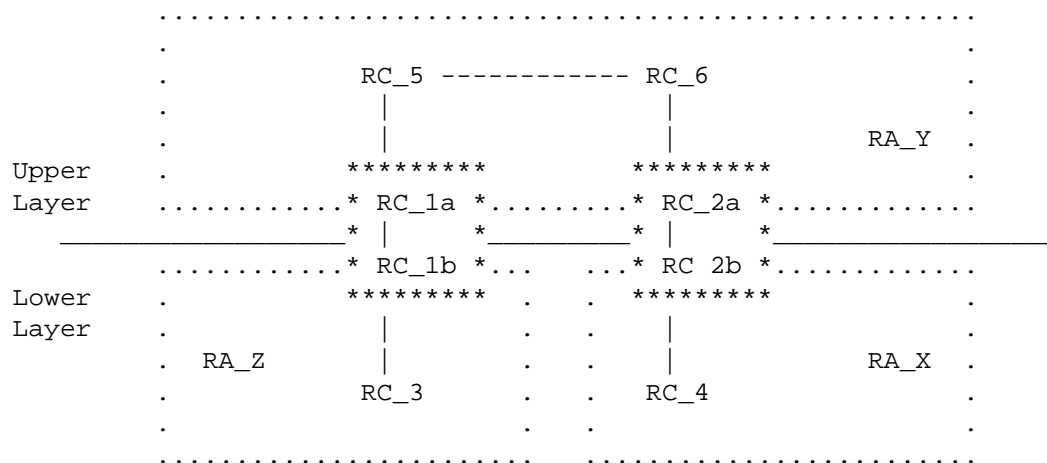 RC_5 ------------ RC_6
RA_Y
Upper
Layer RC_1a RC_2a
RC_1b RC 2b
Lower
Layer
RA_Z RA_X
RC_3 RC_4